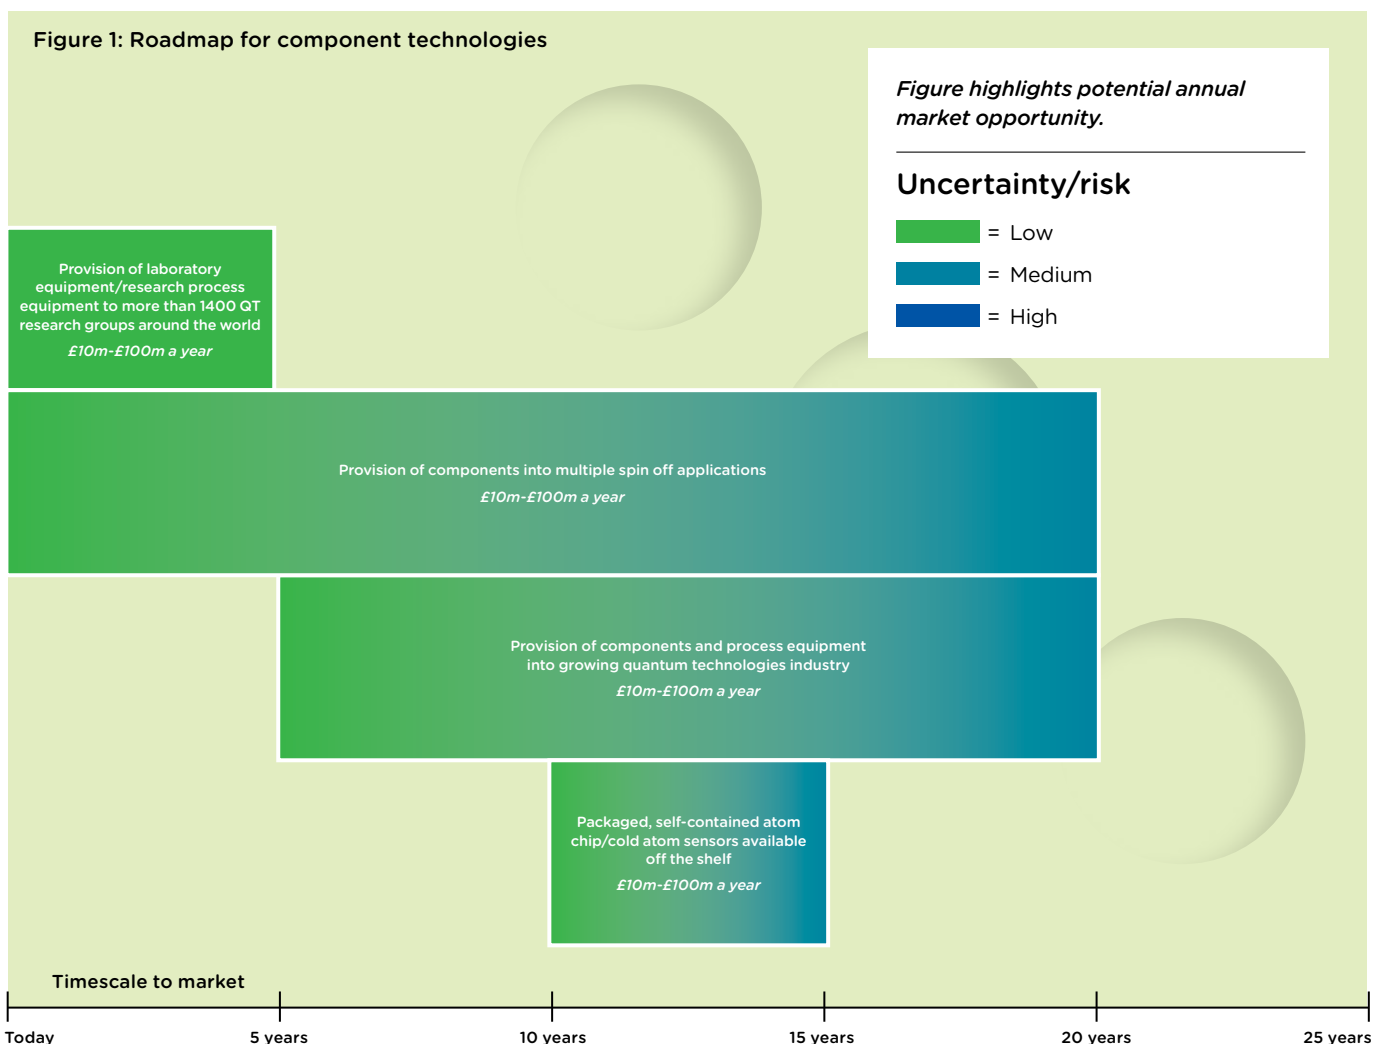 Figure 1: Roadmap for component technologies
Figure highlights potential annual
market opportunity.
Uncertainty/risk
= Low
= Medium
= High
Provision of laboratory
equipment/research process
equipment to more than 1400 QT
research groups around the world
£10m-£100m a year
Provision of components into multiple spin off applications
£10m-£100m a year
Provision of components and process equipment
into growing quantum technologies industry
£10m-£100m a year
Packaged, self-contained atom
chip/cold atom sensors available
off the shelf
£10m-£100m a year
Timescale to market
Today
5 years
10 years
15 years
20 years
25 years